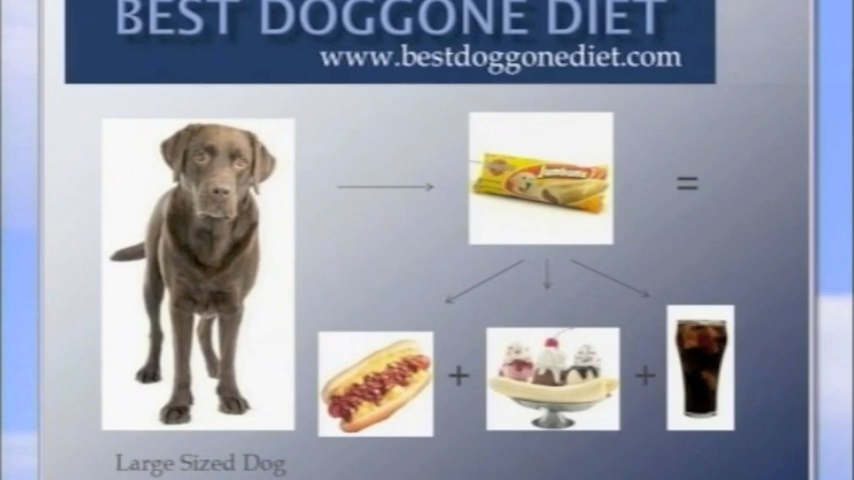 BEST DOGGONE DIET
www.bestdoggonediet.com
Jumbone
=
+ +
Large Sized Dog